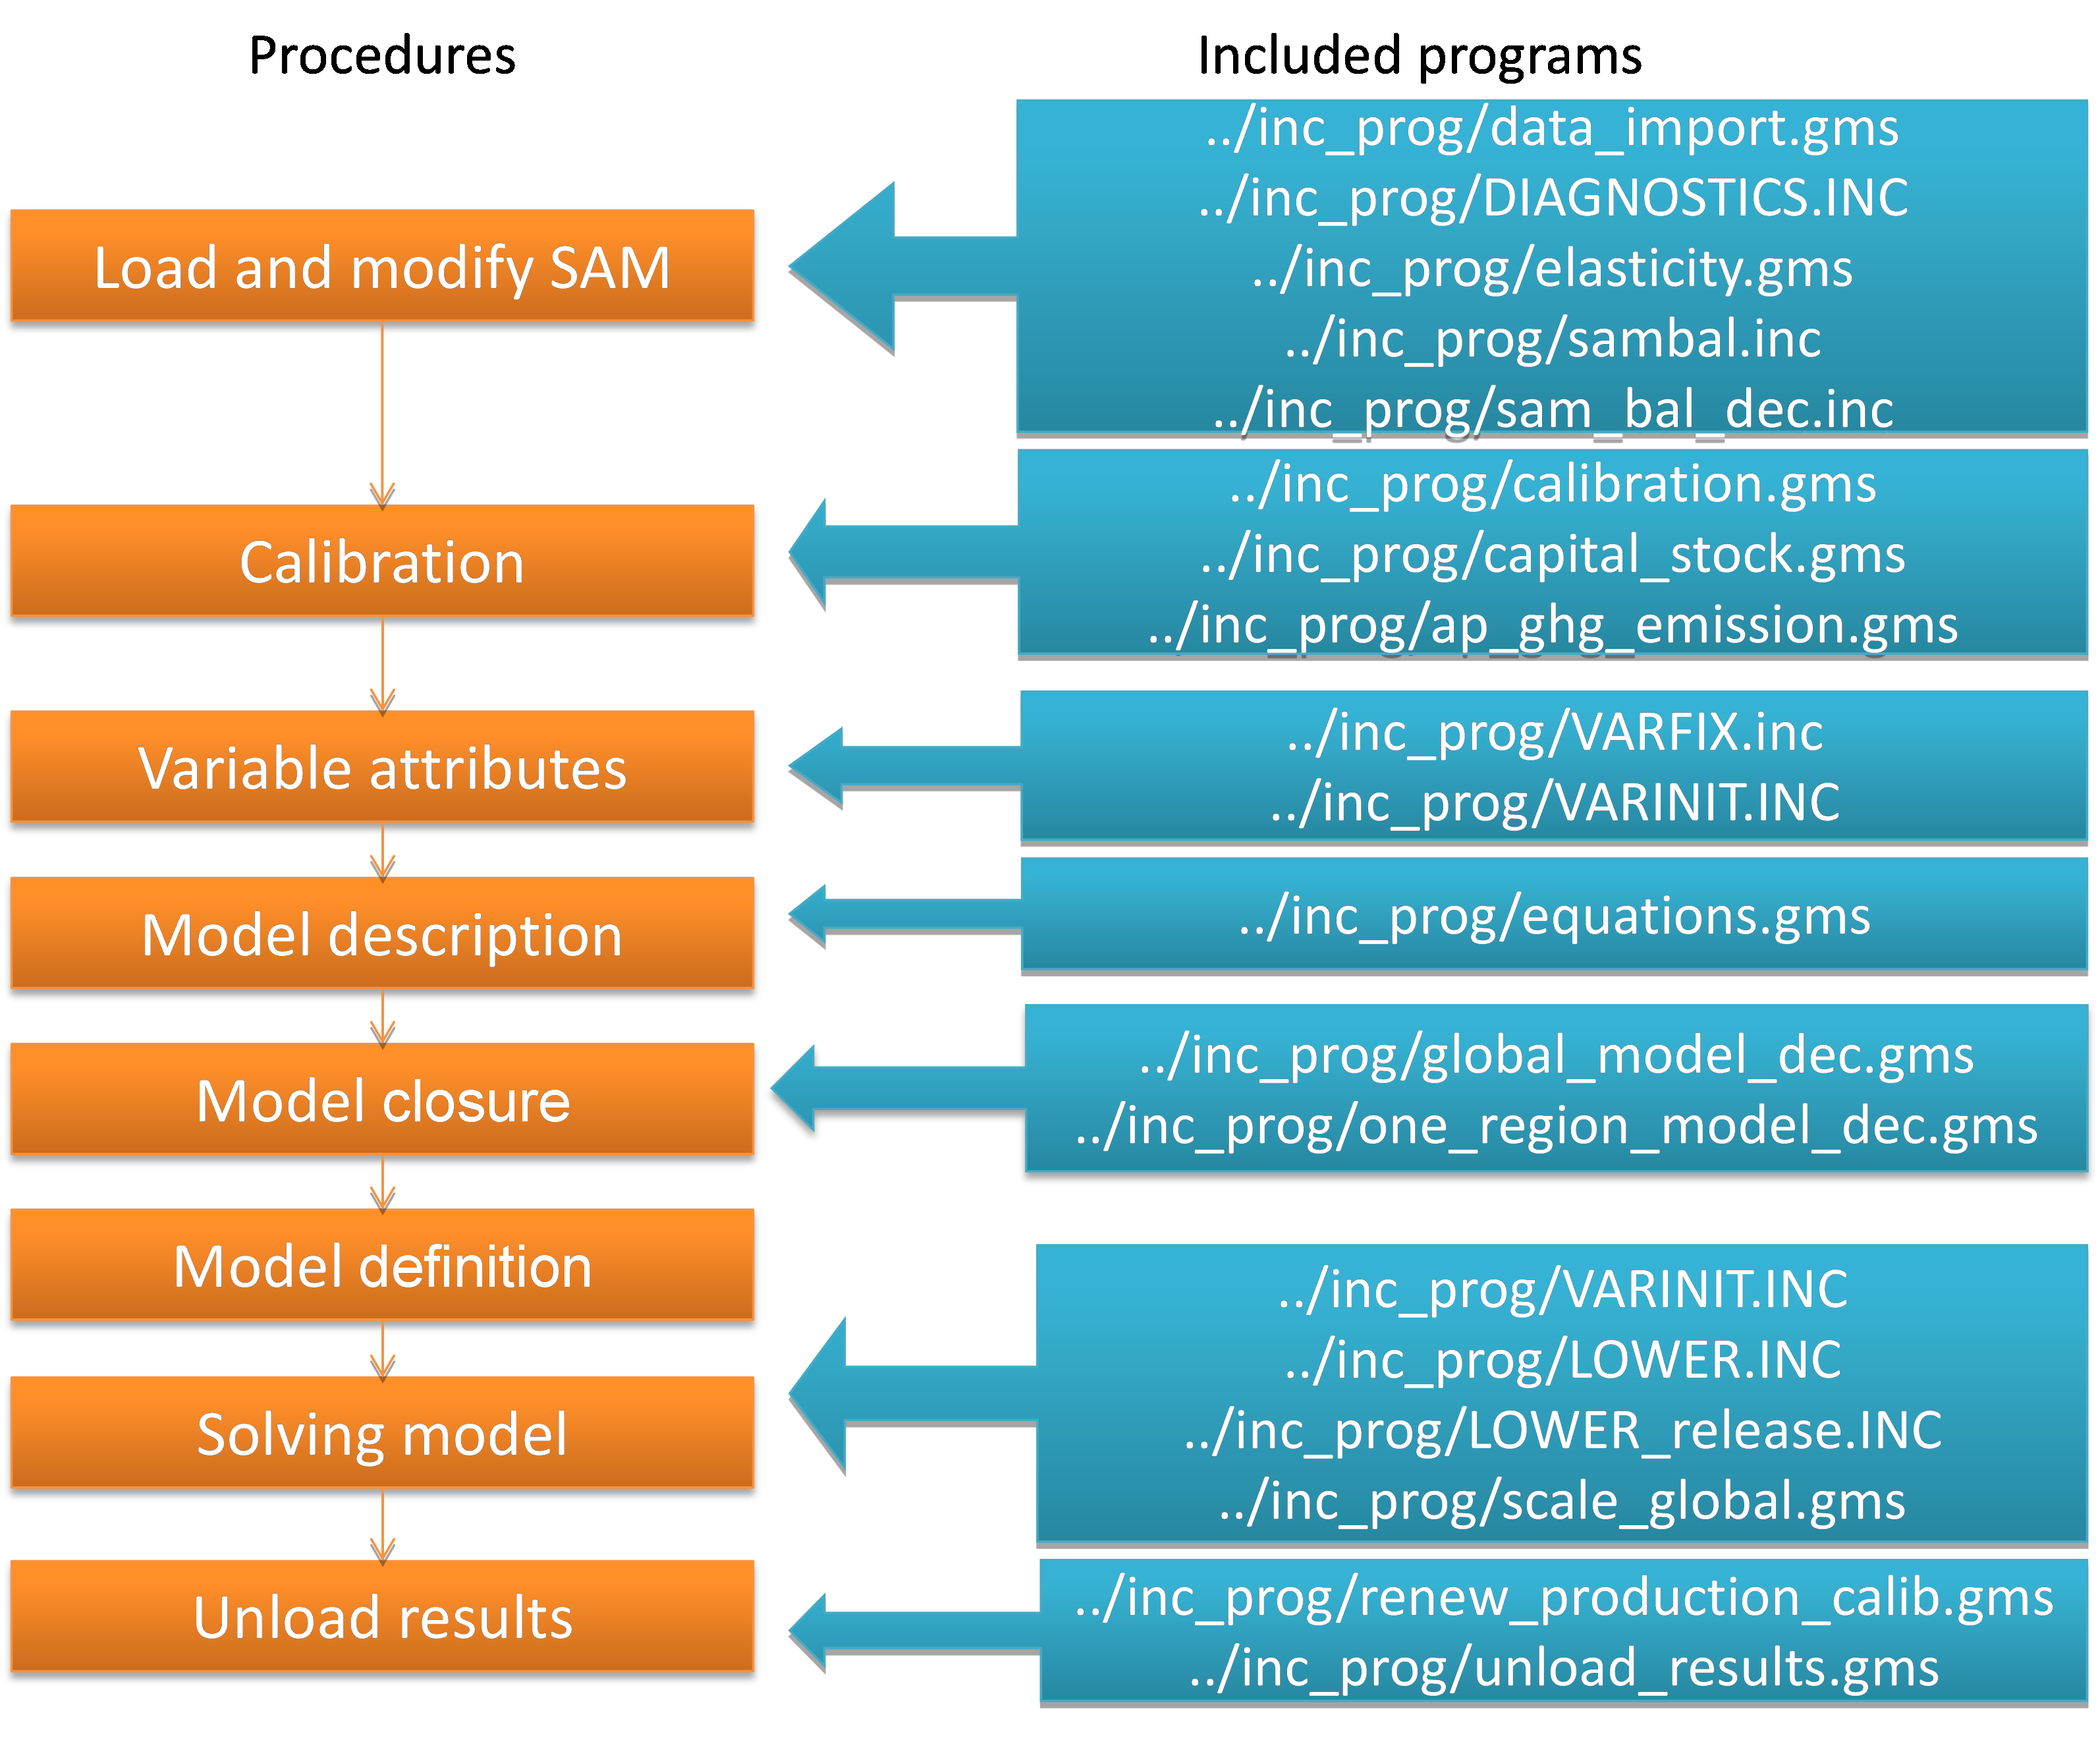 Procedures
Included programs
Load and modify SAM
../inc_prog/data_import.gms
../inc_prog/DIAGNOSTICS.INC
../inc_prog/elasticity.gms
../inc_prog/sambal.inc
../inc_prog/sam_bal_dec.inc
Calibration
../inc_prog/calibration.gms
../inc_prog/capital_stock.gms
../inc_prog/ap_ghg_emission.gms
Variable attributes
../inc_prog/VARFIX.inc
../inc_prog/VARINIT.INC
Model description
../inc_prog/equations.gms
Model closure
../inc_prog/global_model_dec.gms
../inc_prog/one_region_model_dec.gms
Model definition
Solving model
../inc_prog/VARINIT.INC
../inc_prog/LOWER.INC
../inc_prog/LOWER_release.INC
../inc_prog/scale_global.gms
Unload results
../inc_prog/renew_production_calib.gms
../inc_prog/unload_results.gms